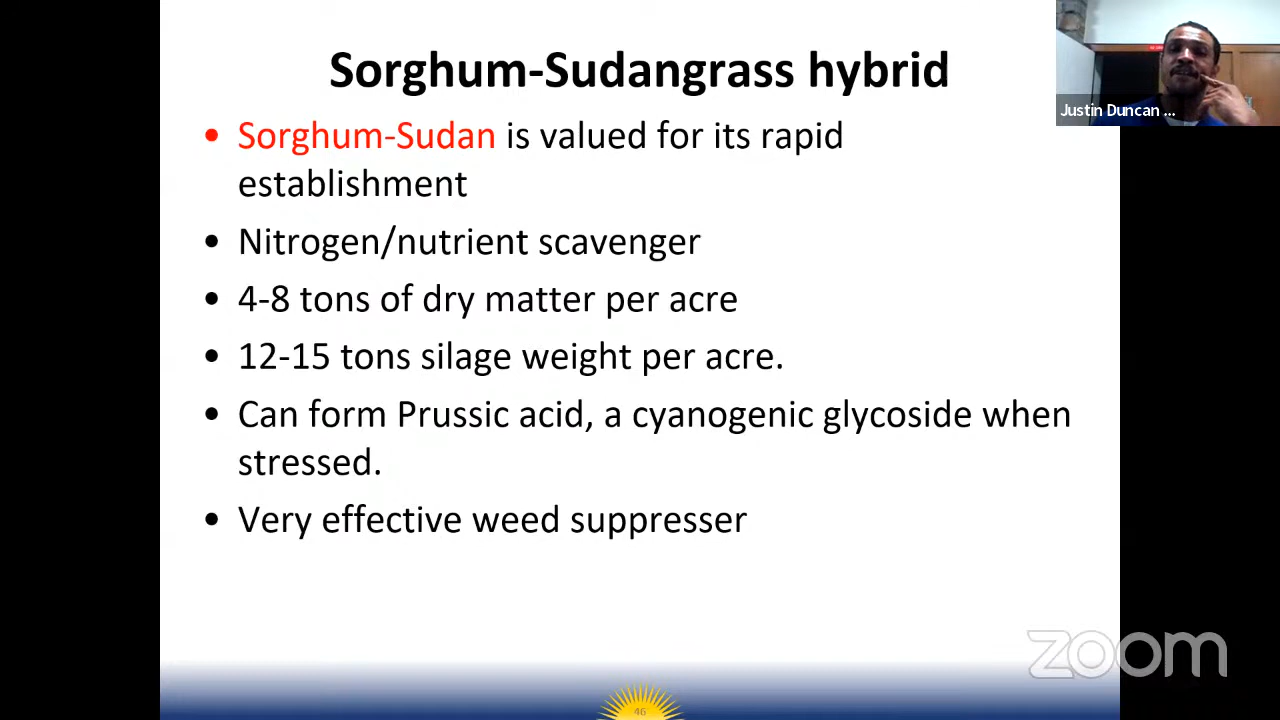 Sorghum-Sudangrass hybrid
• Sorghum-Sudan is valued for its rapid
establishment
• Nitrogen/nutrient scavenger
• 4-8 tons of dry matter per acre
• 12-15 tons silage weight per acre.
• Can form Prussic acid, a cyanogenic glycoside when
stressed.
• Very effective weed suppresser
46
Justin Duncan ...
zoom